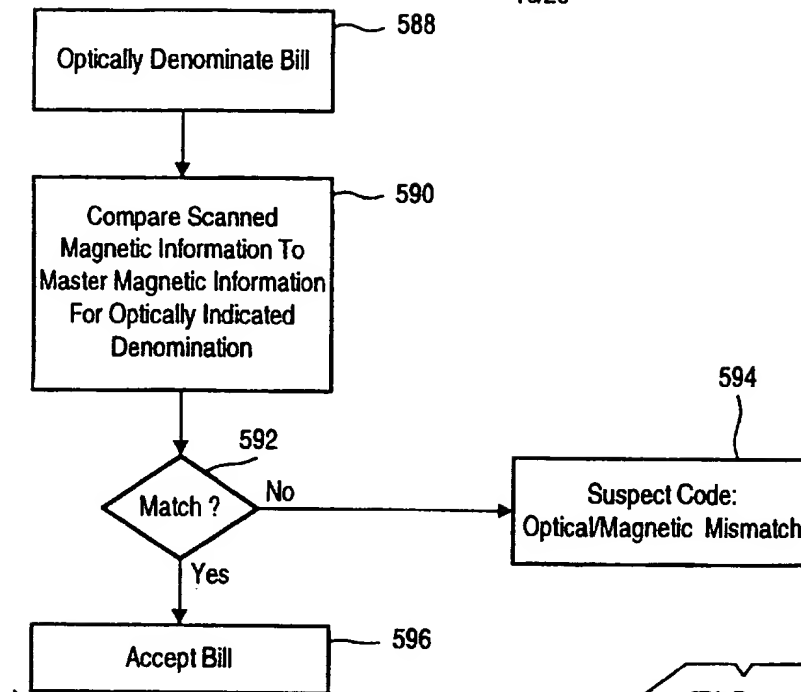 588
Optically Denominate Bill
590
Compare Scanned
Magnetic Information To
Master Magnetic Information
For Optically Indicated
Denomination
594
592
Match ?
No
Suspect Code:
Optical/Magnetic Mismatch
Yes
596
Accept Bill